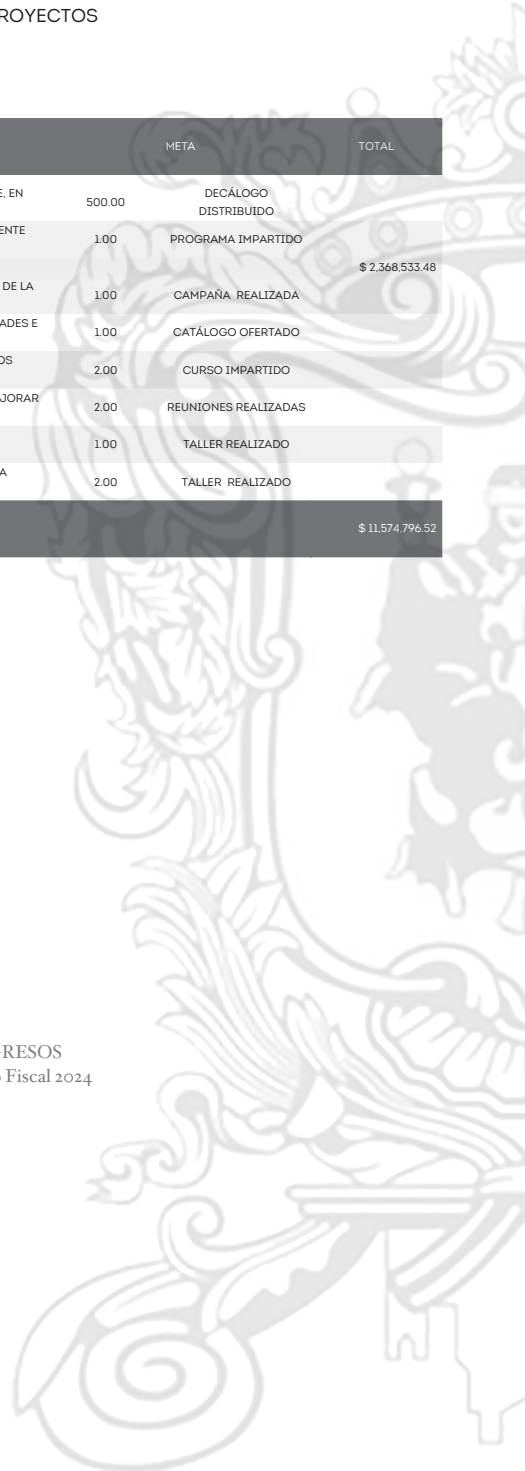 ROYECTOS
META TOTAL
E, EN
500.00 DECÁLOGO
DISTRIBUIDO
ENTE
1.00 PROGRAMA IMPARTIDO
$ 2,368,533.48
DE LA
1.00 CAMPAÑA REALIZADA
ADES E
1.00 CATÁLOGO OFERTADO
OS
2.00 CURSO IMPARTIDO
AJORAR
2.00 REUNIONES REALIZADAS
1.00 TALLER REALIZADO
A
2.00 TALLER REALIZADO
$ 11,574,796.52
RESOS
Fiscal 2024